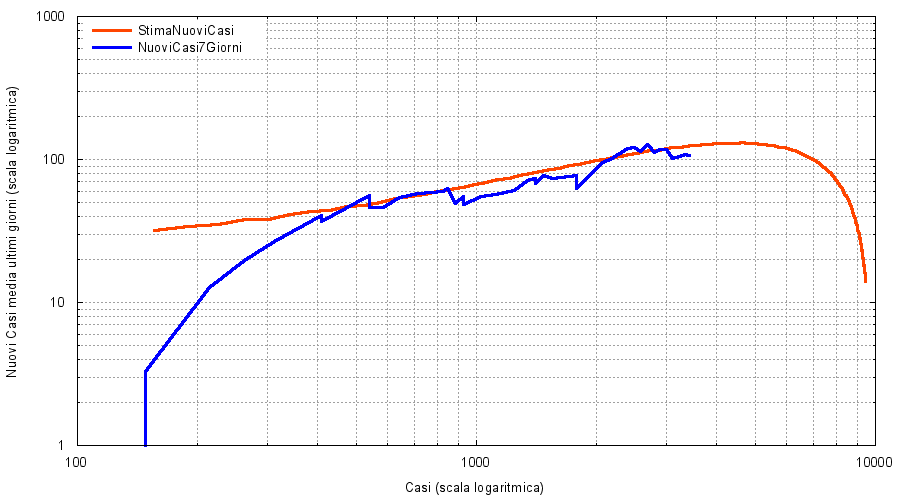 1000
StimaNuoviCasi
NuoviCasi7Giorni
Nuovi Casi media ultimi giorni (scala logaritmica)
100
10
1
100
1000
10000
Casi (scala logaritmica)